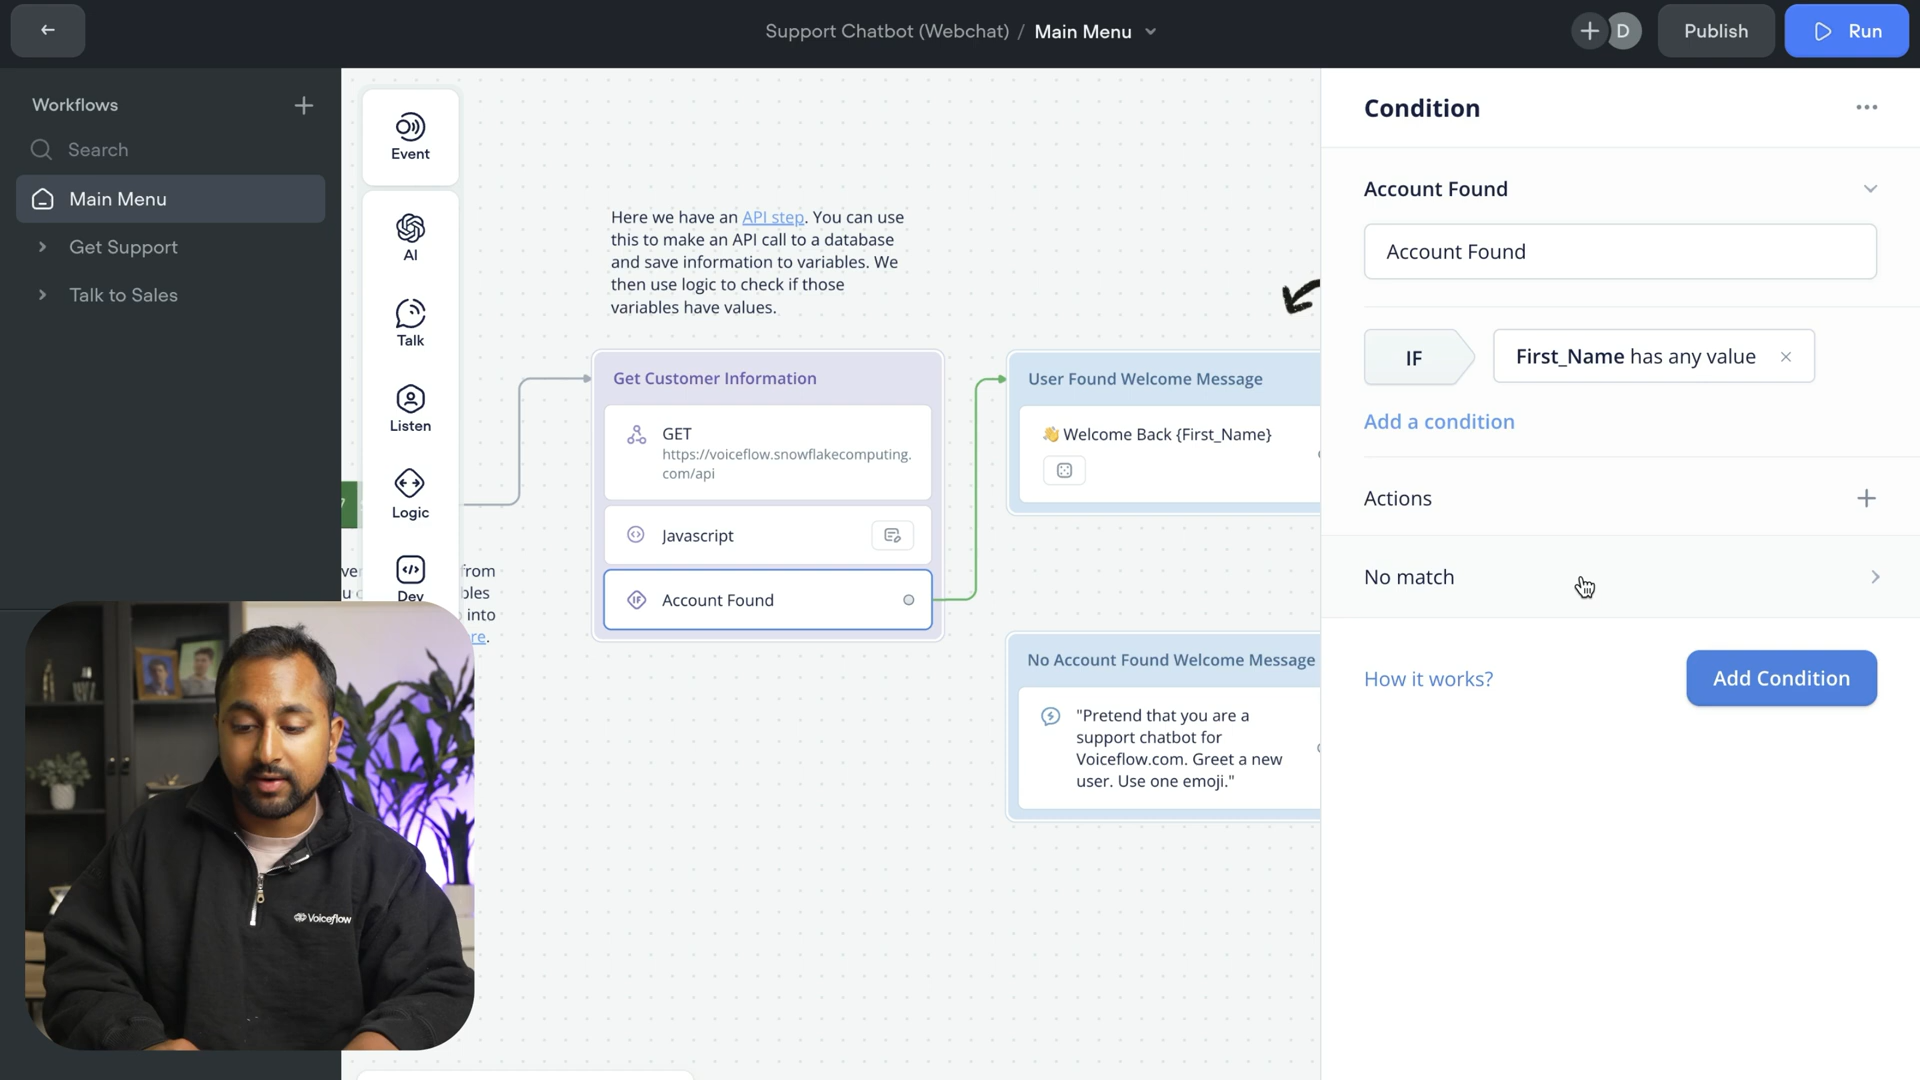 Support Chatbot (Webchat) / Main Menu
D
Publish
Run
Workflows
Search
Main Menu
Get Support
Talk to Sales
Event
AI
Talk
Listen
Logic
Dev
Here we have an API step. You can use
this to make an API call to a database
and save information to variables. We
then use logic to check if those
variables have values.
Get Customer Information
GET
https://voiceflow.snowflakecomputing.
com/api
Javascript
Account Found
User Found Welcome Message
👋 Welcome Back {First_Name}
No Account Found Welcome Message
"Pretend that you are a
support chatbot for
Voiceflow.com. Greet a new
user. Use one emoji."
from
into
Voiceflow
Condition
Account Found
Account Found
IF
First_Name has any value
Add a condition
Actions
No match
How it works?
Add Condition